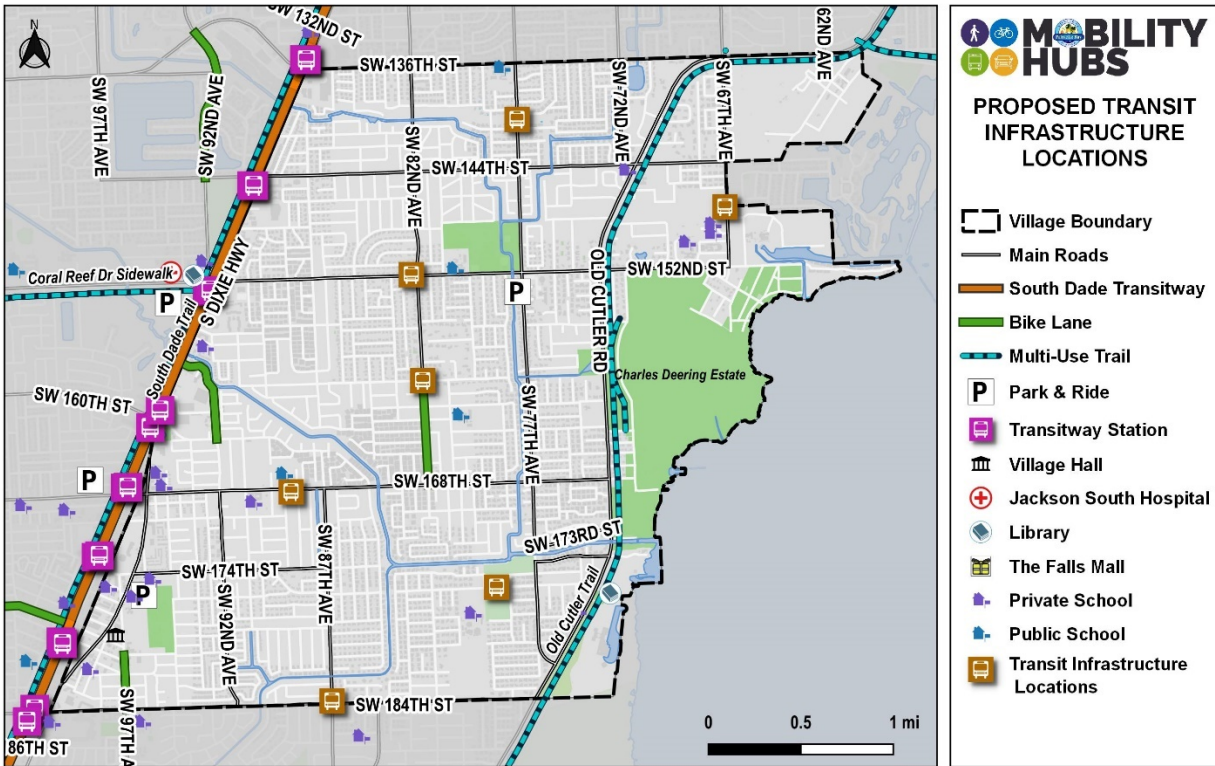 N
SW 132ND ST
62ND AVE
SW 136TH ST
SW 97TH AVE
SW 92ND AVE
SW 82ND AVE
SW 72ND AVE
SW 67TH AVE
SW 144TH ST
Coral Reef Dr Sidewalk
S DIXIE HWY
SW 152ND ST
OLD CUTLER RD
P
P
South Dade Trail
Charles Deering Estate
SW 160TH ST
SW 77TH AVE
P
SW 168TH ST
SW 87TH AVE
SW 173RD ST
SW 174TH ST
P
SW 92ND AVE
Old Cutler Trail
SW 97TH A
SW 184TH ST
86TH ST
0 0.5 1 mi
MOBILITY
HUBS
PROPOSED TRANSIT
INFRASTRUCTURE
LOCATIONS
Village Boundary
Main Roads
South Dade Transitway
Bike Lane
Multi-Use Trail
P Park & Ride
Transitway Station
Village Hall
Jackson South Hospital
Library
The Falls Mall
Private School
Public School
Transit Infrastructure
Locations